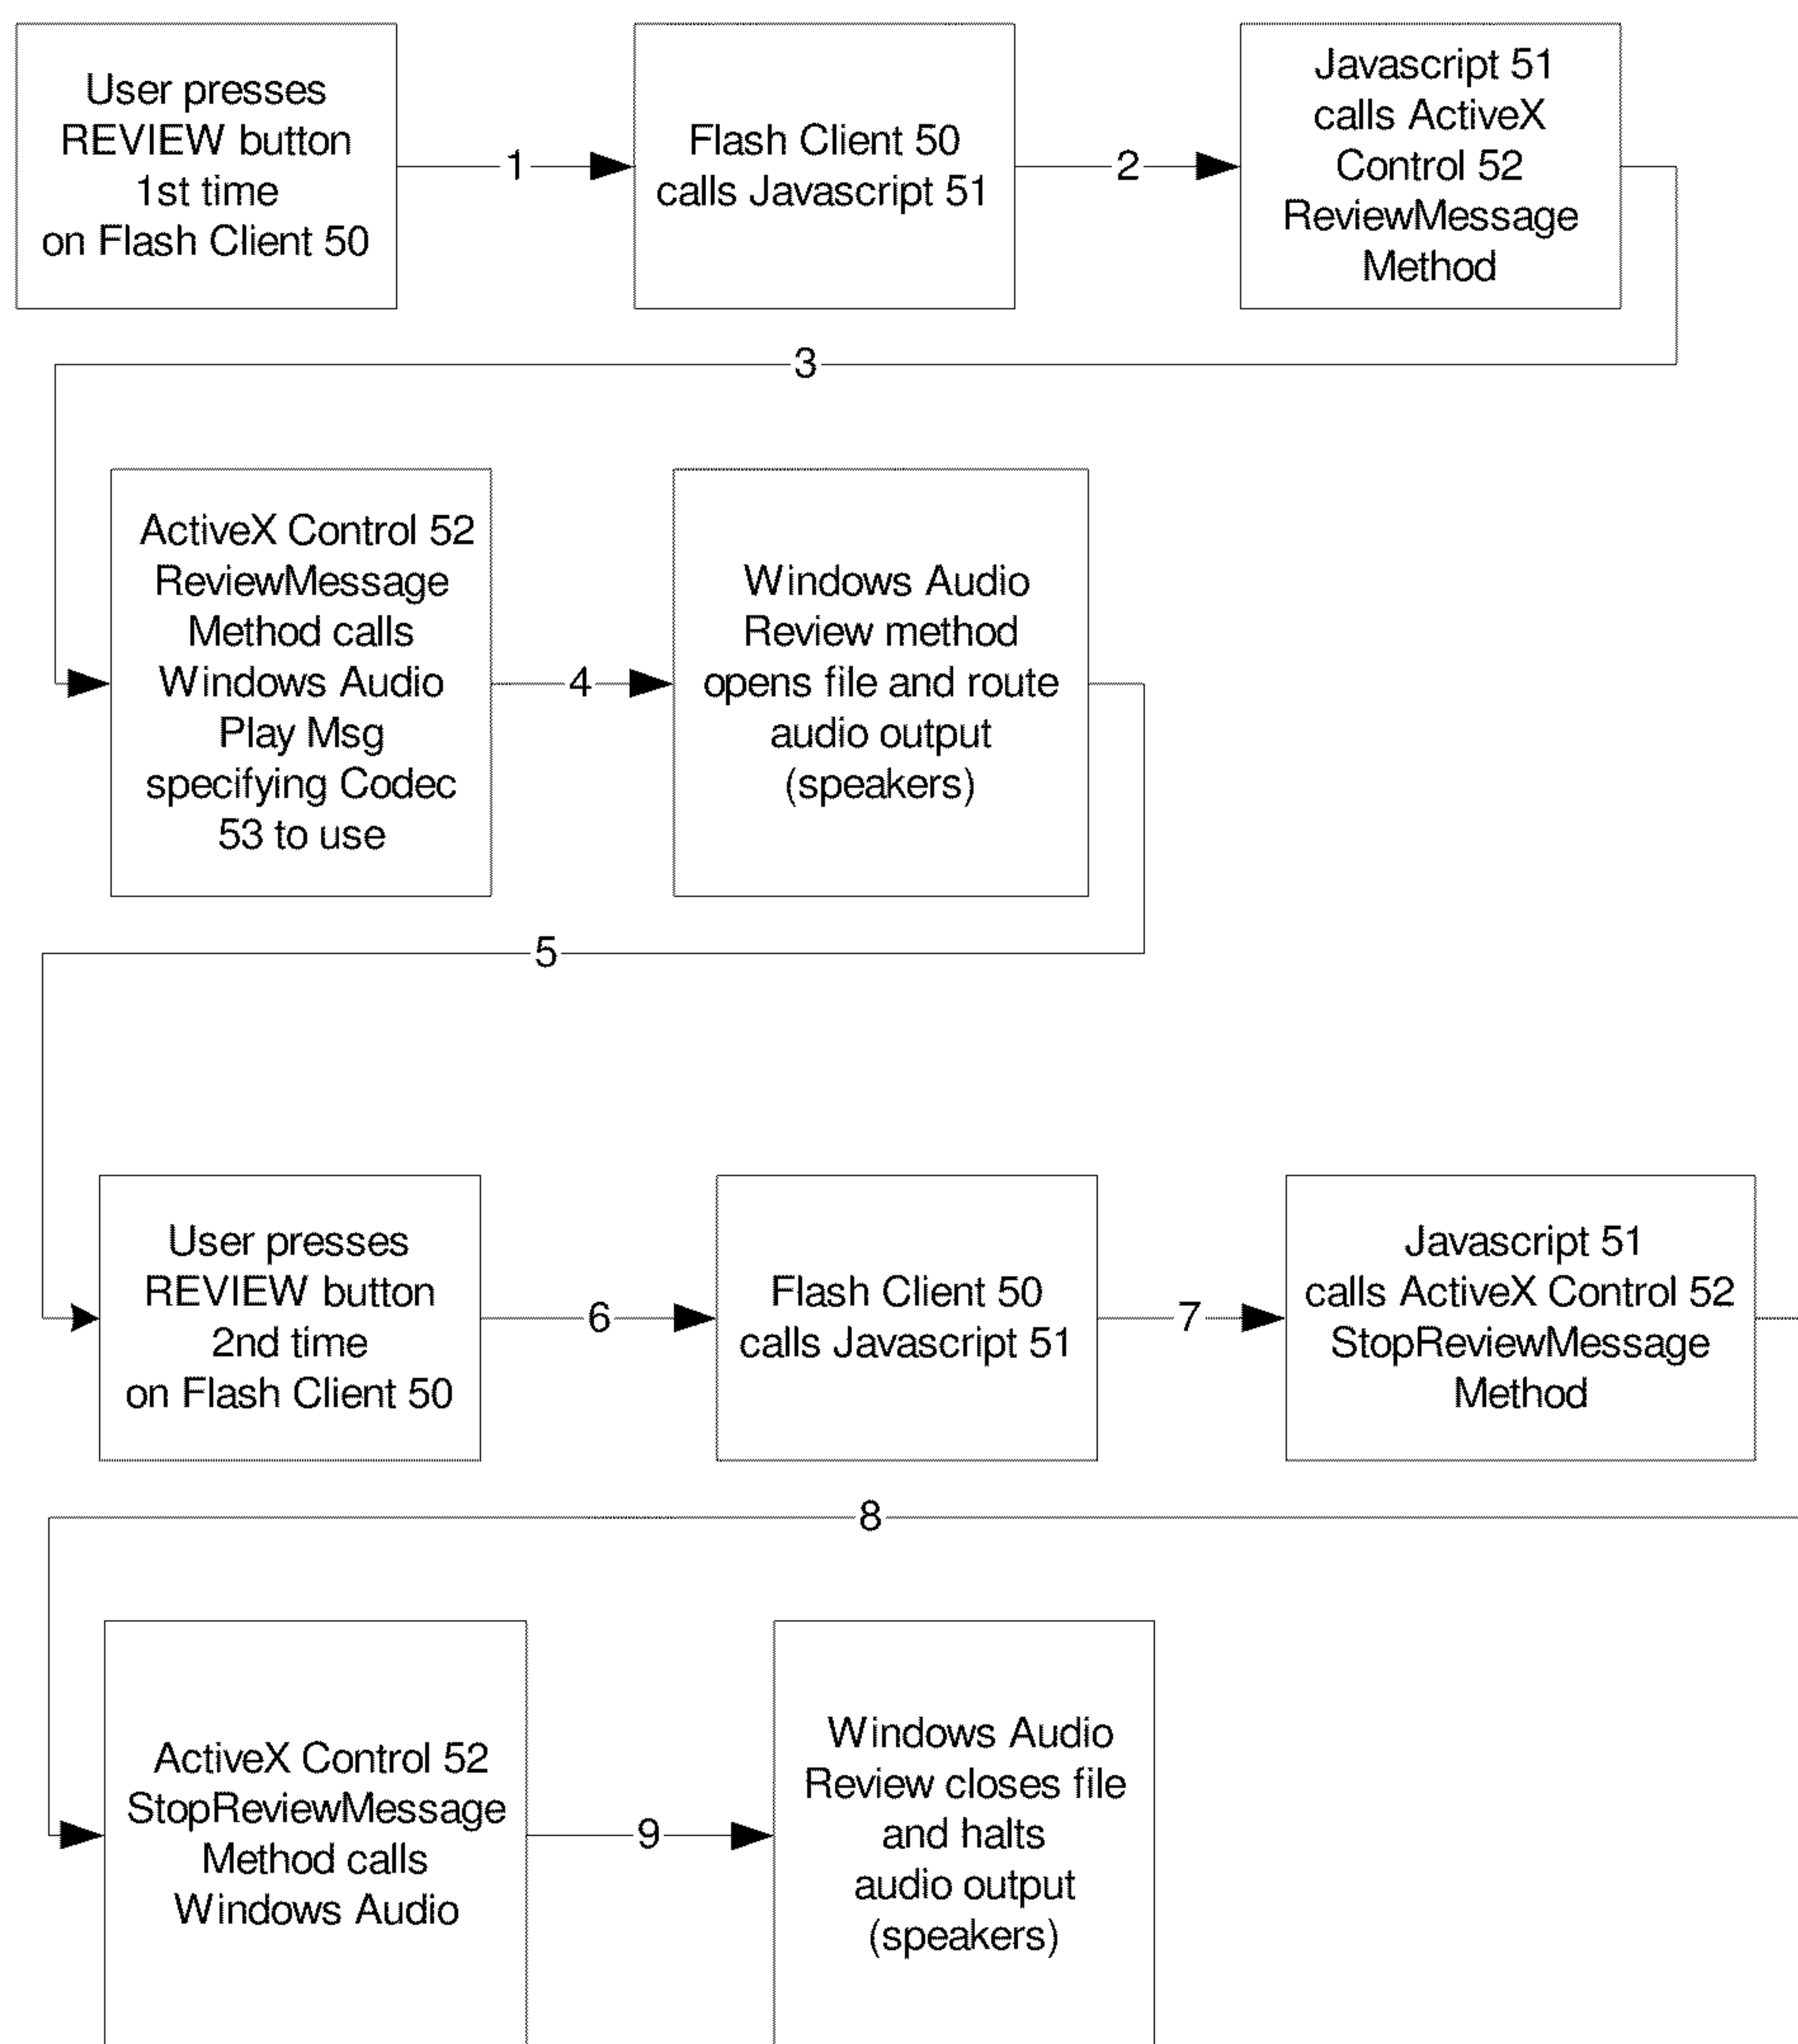 User presses
REVIEW button
1st time
on Flash Client 50
1
Flash Client 50
calls Javascript 51
2
Javascript 51
calls ActiveX
Control 52
ReviewMessage
Method
3
ActiveX Control 52
ReviewMessage
Method calls
Windows Audio
Play Msg
specifying Codec
53 to use
4
Windows Audio
Review method
opens file and route
audio output
(speakers)
5
User presses
REVIEW button
2nd time
on Flash Client 50
6
Flash Client 50
calls Javascript 51
7
Javascript 51
calls ActiveX Control 52
StopReviewMessage
Method
8
ActiveX Control 52
StopReviewMessage
Method calls
Windows Audio
9
Windows Audio
Review closes file
and halts
audio output
(speakers)